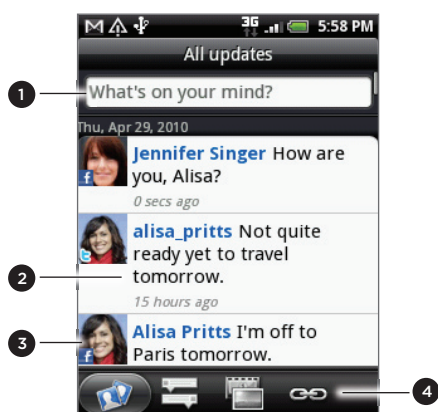 3G 5:58 PM
All updates
1
What's on your mind?
Thu, Apr 29, 2010
Jennifer Singer How are
you, Alisa?
0 secs ago
alisa_pritts Not quite
ready yet to travel
2
tomorrow.
15 hours ago
3
Alisa Pritts I'm off to
Paris tomorrow.
4